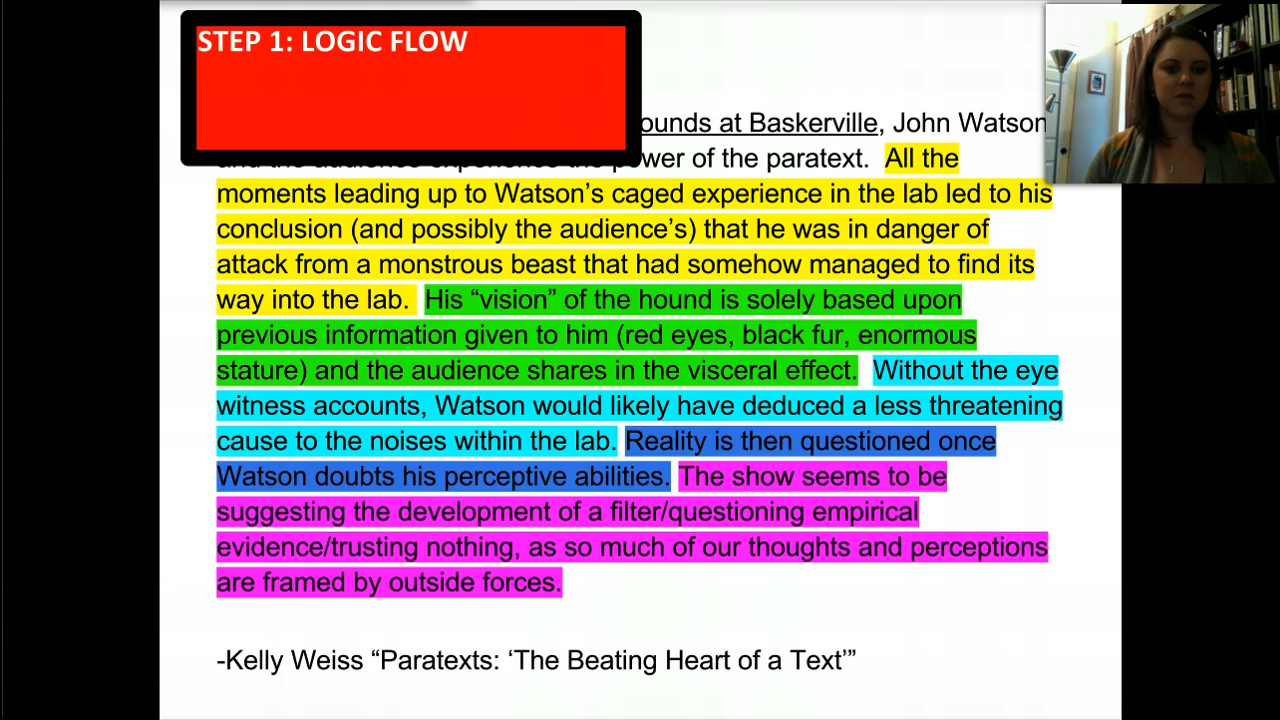 STEP 1: LOGIC FLOW
ounds at Baskerville, John Watson
and the audience experience the power of the paratext. All the
moments leading up to Watson’s caged experience in the lab led to his
conclusion (and possibly the audience’s) that he was in danger of
attack from a monstrous beast that had somehow managed to find its
way into the lab. His “vision” of the hound is solely based upon
previous information given to him (red eyes, black fur, enormous
stature) and the audience shares in the visceral effect. Without the eye
witness accounts, Watson would likely have deduced a less threatening
cause to the noises within the lab. Reality is then questioned once
Watson doubts his perceptive abilities. The show seems to be
suggesting the development of a filter/questioning empirical
evidence/trusting nothing, as so much of our thoughts and perceptions
are framed by outside forces.
-Kelly Weiss “Paratexts: ‘The Beating Heart of a Text’”